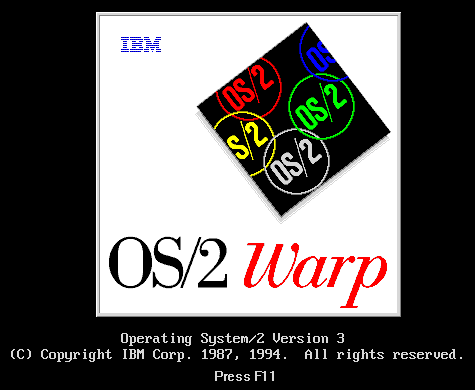 IBM
OS/2
OS/2
OS/2
S/2
OS/2
OS/2 Warp
Operating System/2 Version 3
(C) Copyright IBM Corp. 1987, 1994.  All rights reserved.
Press F11